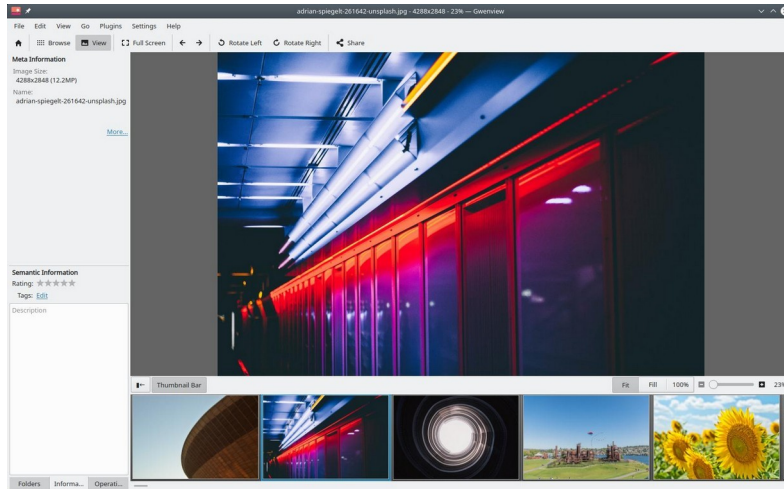 adrian-spiegelt-261642-unsplash.jpg - 4288x2848 - 23% — Gwenview
File Edit View Go Plugins Settings Help
Browse View Full Screen Rotate Left Rotate Right Share
Meta Information
Image Size:
4288x2848 (12.2MP)
Name:
adrian-spiegelt-261642-unsplash.jpg
More...
Semantic Information
Rating:
Tags: Edit
Description
Thumbnail Bar Fit Fill 100% 23%
Folders Informa... Operati...